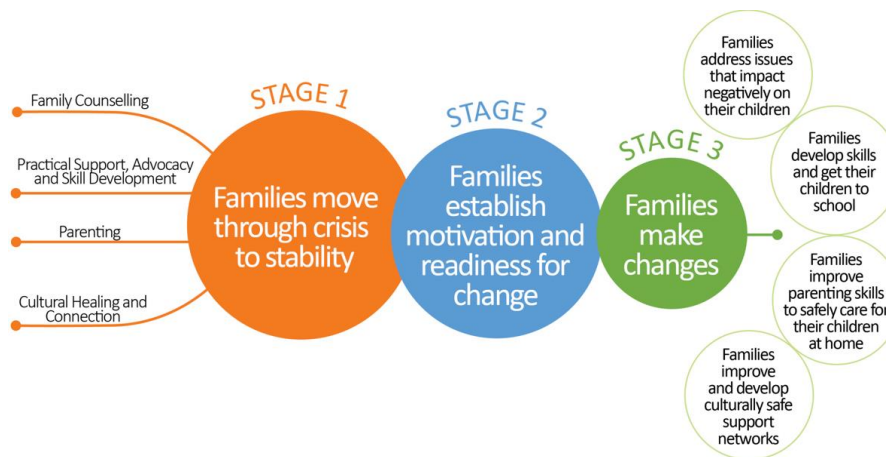 Family Counselling
Practical Support, Advocacy
and Skill Development
Parenting
Cultural Healing and
Connection
STAGE 1
Families move
through crisis
to stability
STAGE 2
Families
establish
motivation and
readiness for
change
STAGE 3
Families
make
changes
Families
address issues
that impact
negatively on
their children
Families
develop skills
and get their
children to
school
Families
improve
parenting skills
to safely care for
their children
at home
Families
improve
and develop
culturally safe
support
networks